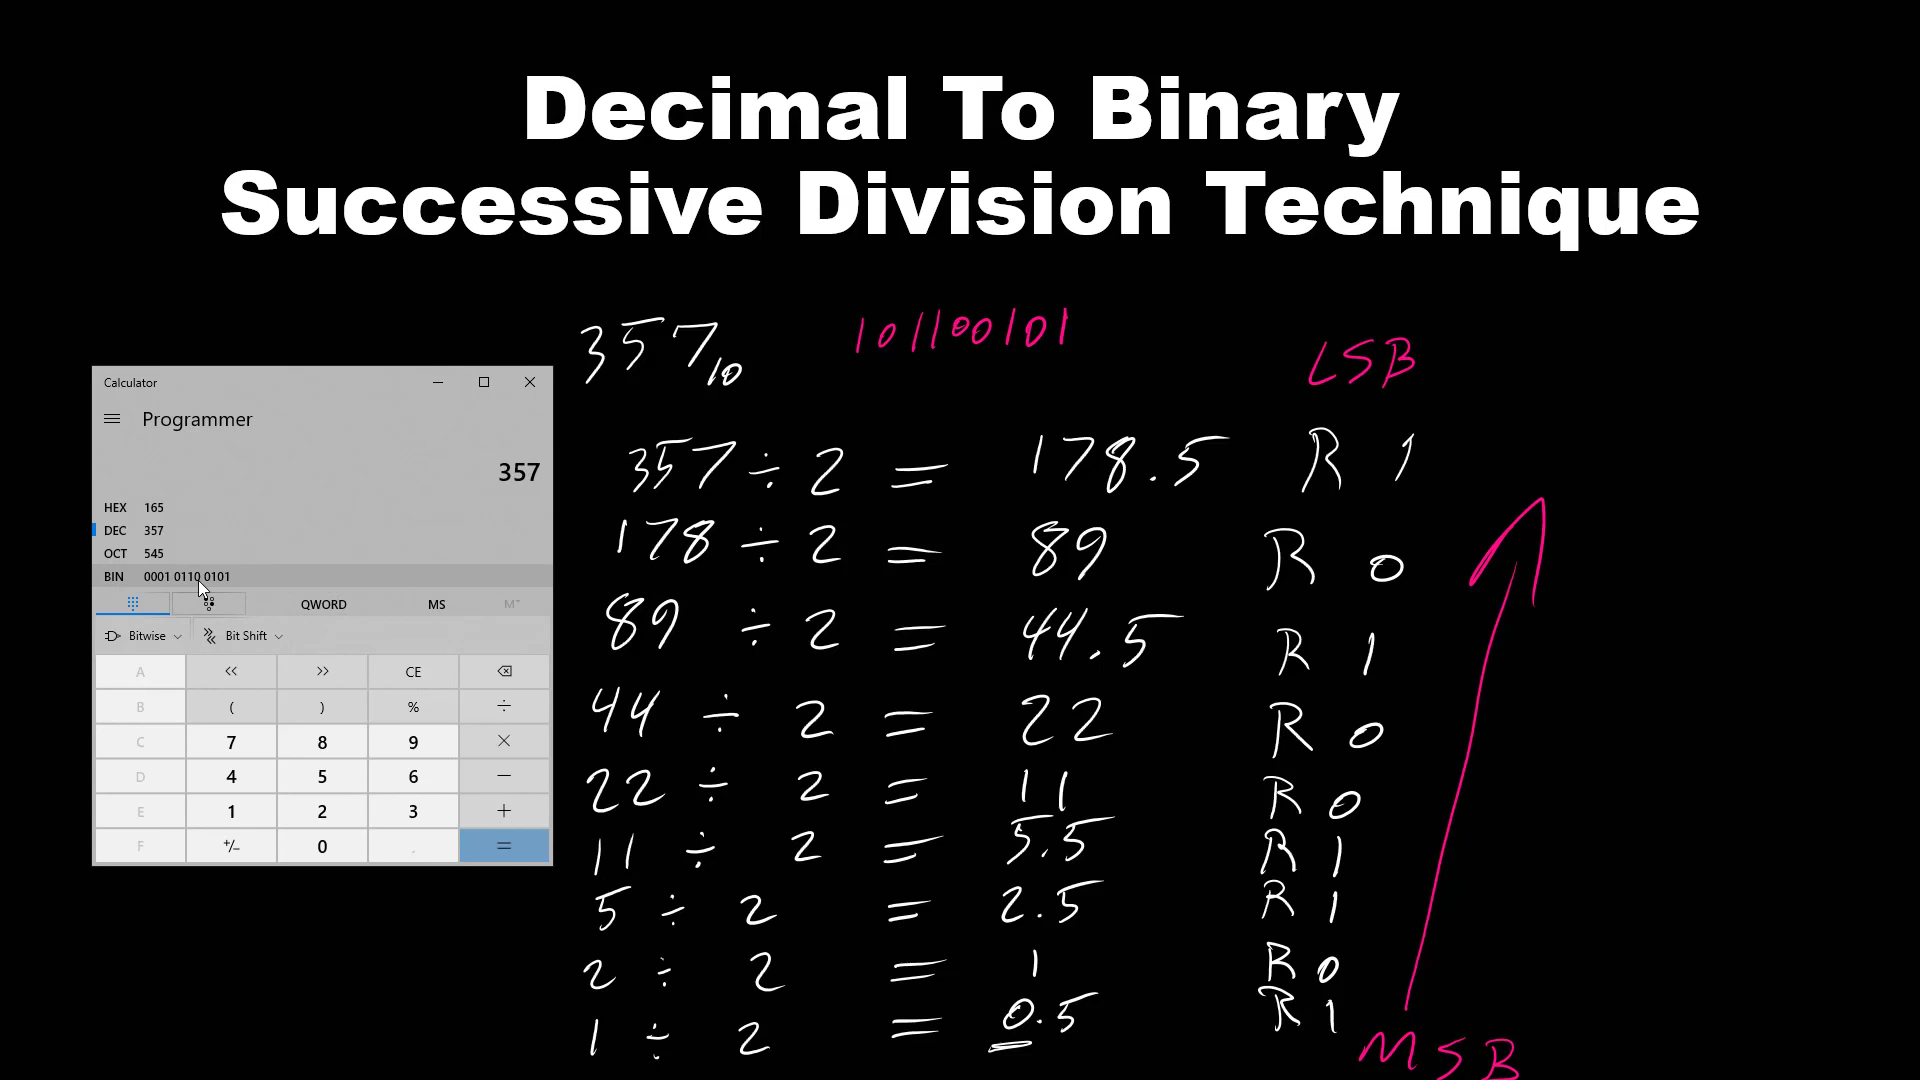 Decimal To Binary
Successive Division Technique
357₁₀ 101100101 LSB
357 ÷ 2 = 178.5 R 1
178 ÷ 2 = 89 R 0
89 ÷ 2 = 44.5 R 1
44 ÷ 2 = 22 R 0
22 ÷ 2 = 11 R 0
11 ÷ 2 = 5.5 R 1
5 ÷ 2 = 2.5 R 1
2 ÷ 2 = 1 R 0
1 ÷ 2 = 0.5 R 1
MSB
Calculator
Programmer
357
HEX 165
DEC 357
OCT 545
BIN 0001 0110 0101
QWORD MS M˅
Bitwise Bit Shift
A << >> CE
B ( ) % ÷
C 7 8 9 ×
D 4 5 6 −
E 1 2 3 +
F +/− 0 . =